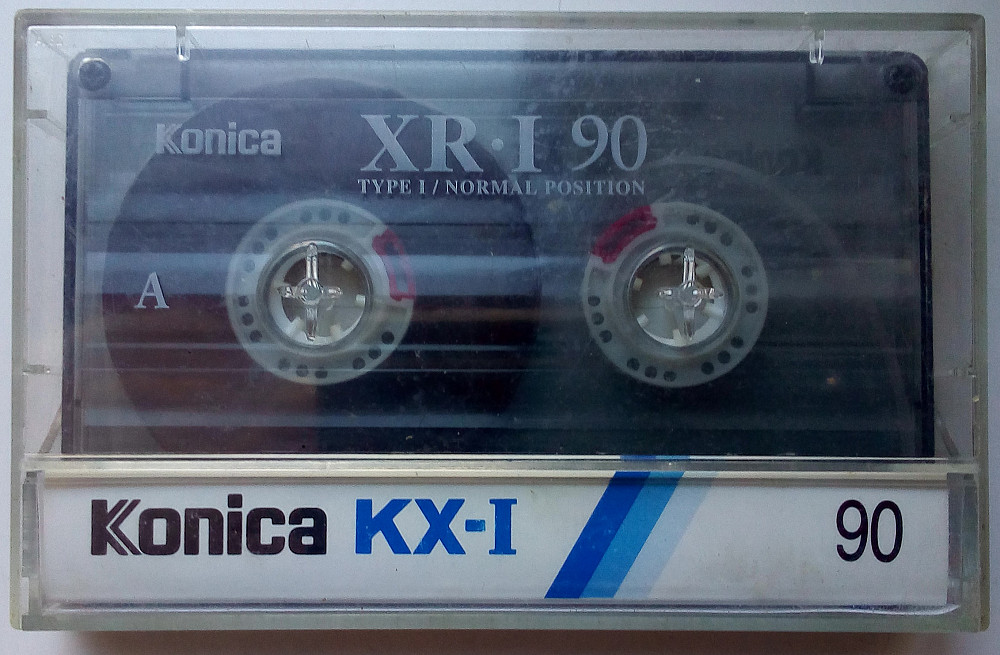 Konica XR·I 90
TYPE I / NORMAL POSITION
A
Konica KX-I 90